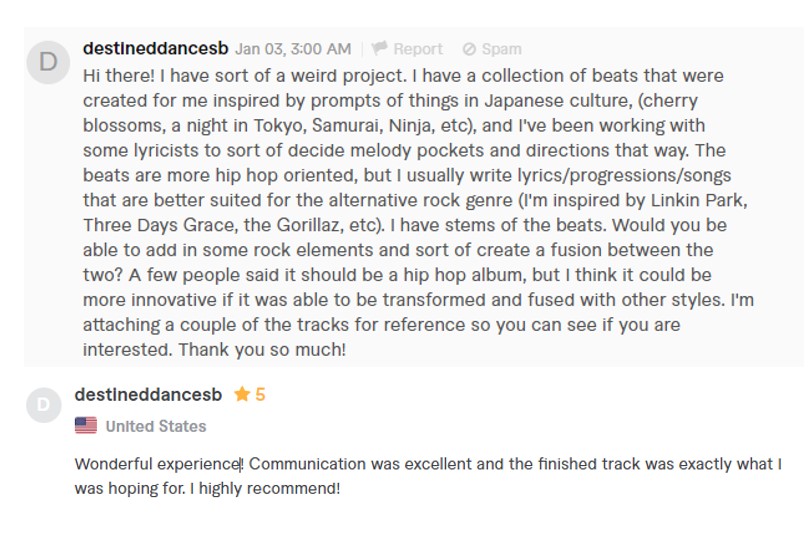 D
destineddancesb Jan 03, 3:00 AM Report Spam
Hi there! I have sort of a weird project. I have a collection of beats that were
created for me inspired by prompts of things in Japanese culture, (cherry
blossoms, a night in Tokyo, Samurai, Ninja, etc), and I've been working with
some lyricists to sort of decide melody pockets and directions that way. The
beats are more hip hop oriented, but I usually write lyrics/progressions/songs
that are better suited for the alternative rock genre (I'm inspired by Linkin Park,
Three Days Grace, the Gorillaz, etc). I have stems of the beats. Would you be
able to add in some rock elements and sort of create a fusion between the
two? A few people said it should be a hip hop album, but I think it could be
more innovative if it was able to be transformed and fused with other styles. I'm
attaching a couple of the tracks for reference so you can see if you are
interested. Thank you so much!
D
destineddancesb 5
United States
Wonderful experience! Communication was excellent and the finished track was exactly what I
was hoping for. I highly recommend!